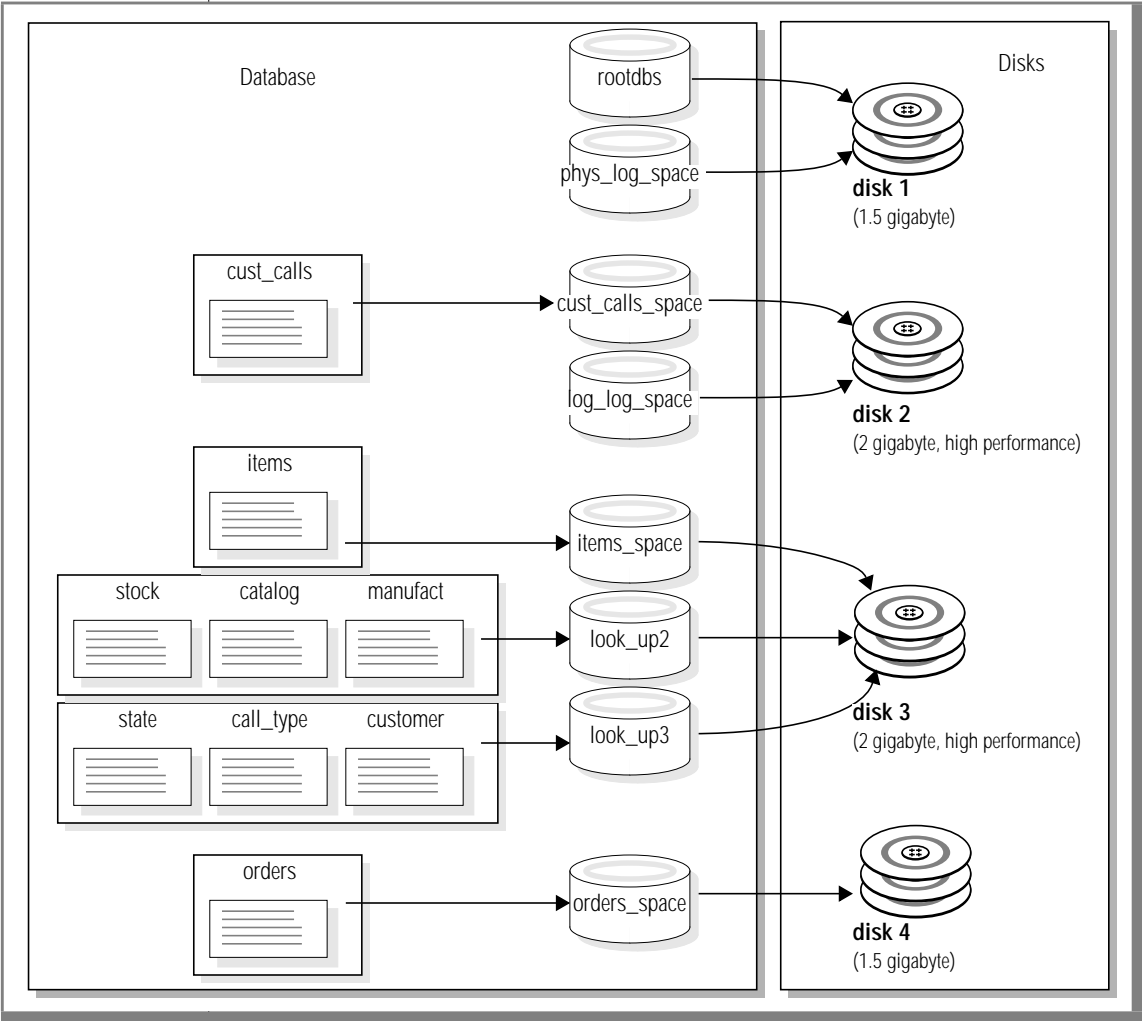 Database
Disks
rootdbs
phys_log_space
disk 1
(1.5 gigabyte)
cust_calls
cust_calls_space
log_log_space
disk 2
(2 gigabyte, high performance)
items
items_space
stock catalog manufact
look_up2
state call_type customer
look_up3
disk 3
(2 gigabyte, high performance)
orders
orders_space
disk 4
(1.5 gigabyte)